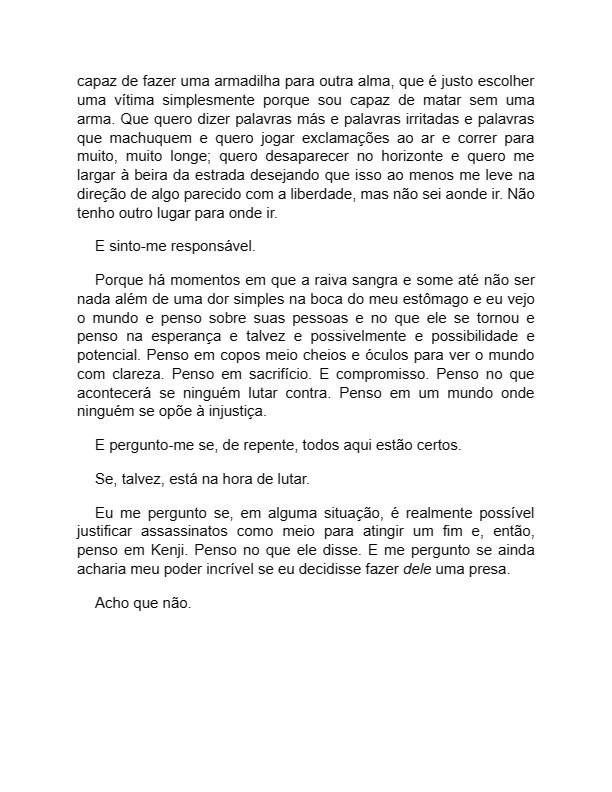 capaz de fazer uma armadilha para outra alma, que é justo escolher
uma vítima simplesmente porque sou capaz de matar sem uma
arma. Que quero dizer palavras más e palavras irritadas e palavras
que machuquem e quero jogar exclamações ao ar e correr para
muito, muito longe; quero desaparecer no horizonte e quero me
largar à beira da estrada desejando que isso ao menos me leve na
direção de algo parecido com a liberdade, mas não sei aonde ir. Não
tenho outro lugar para onde ir.
E sinto-me responsável.
Porque há momentos em que a raiva sangra e some até não ser
nada além de uma dor simples na boca do meu estômago e eu vejo
o mundo e penso sobre suas pessoas e no que ele se tornou e
penso na esperança e talvez e possivelmente e possibilidade e
potencial. Penso em copos meio cheios e óculos para ver o mundo
com clareza. Penso em sacrifício. E compromisso. Penso no que
acontecerá se ninguém lutar contra. Penso em um mundo onde
ninguém se opõe à injustiça.
E pergunto-me se, de repente, todos aqui estão certos.
Se, talvez, está na hora de lutar.
Eu me pergunto se, em alguma situação, é realmente possível
justificar assassinatos como meio para atingir um fim e, então,
penso em Kenji. Penso no que ele disse. E me pergunto se ainda
acharia meu poder incrível se eu decidisse fazer dele uma presa.
Acho que não.